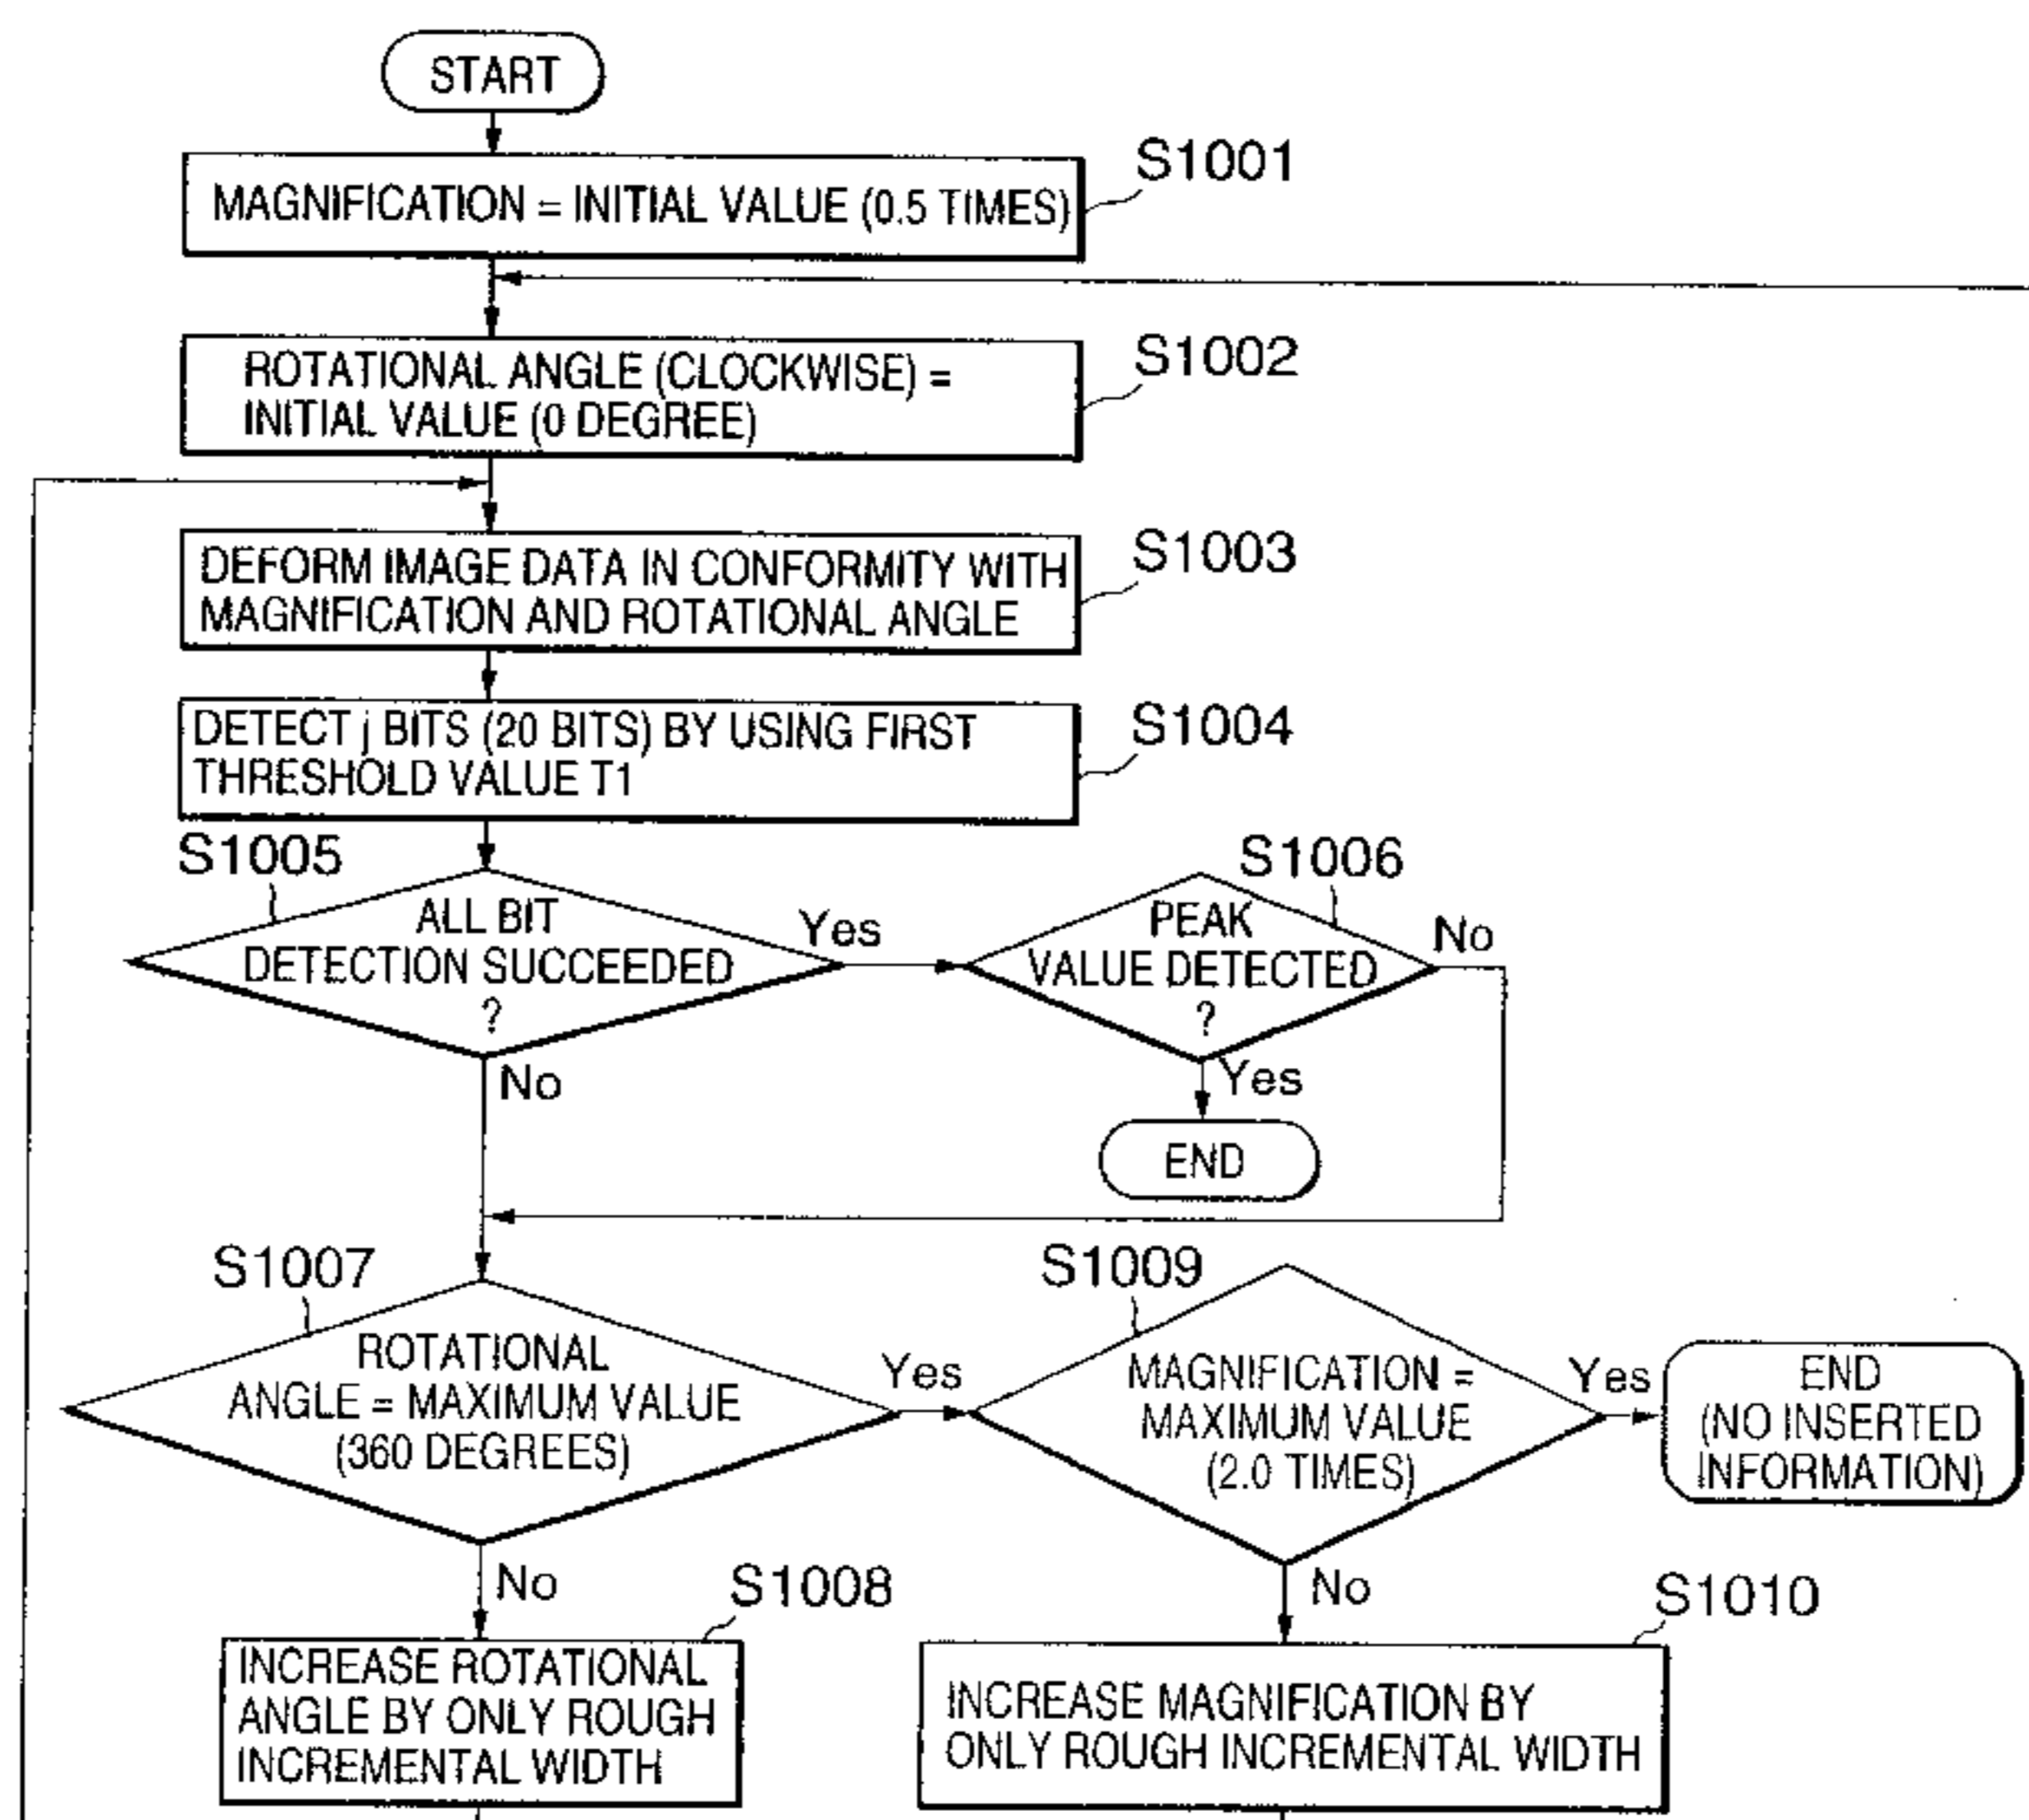 START
S1001
MAGNIFICATION = INITIAL VALUE (0.5 TIMES)
S1002
ROTATIONAL ANGLE (CLOCKWISE) =
INITIAL VALUE (0 DEGREE)
S1003
DEFORM IMAGE DATA IN CONFORMITY WITH
MAGNIFICATION AND ROTATIONAL ANGLE
S1004
DETECT j BITS (20 BITS) BY USING FIRST
THRESHOLD VALUE T1
S1005
ALL BIT
DETECTION SUCCEEDED
?
Yes
No
S1006
PEAK
VALUE DETECTED
?
No
Yes
END
S1007
ROTATIONAL
ANGLE = MAXIMUM VALUE
(360 DEGREES)
Yes
No
S1009
MAGNIFICATION =
MAXIMUM VALUE
(2.0 TIMES)
Yes
END
(NO INSERTED
INFORMATION)
No
S1008
INCREASE ROTATIONAL
ANGLE BY ONLY ROUGH
INCREMENTAL WIDTH
S1010
INCREASE MAGNIFICATION BY
ONLY ROUGH INCREMENTAL WIDTH